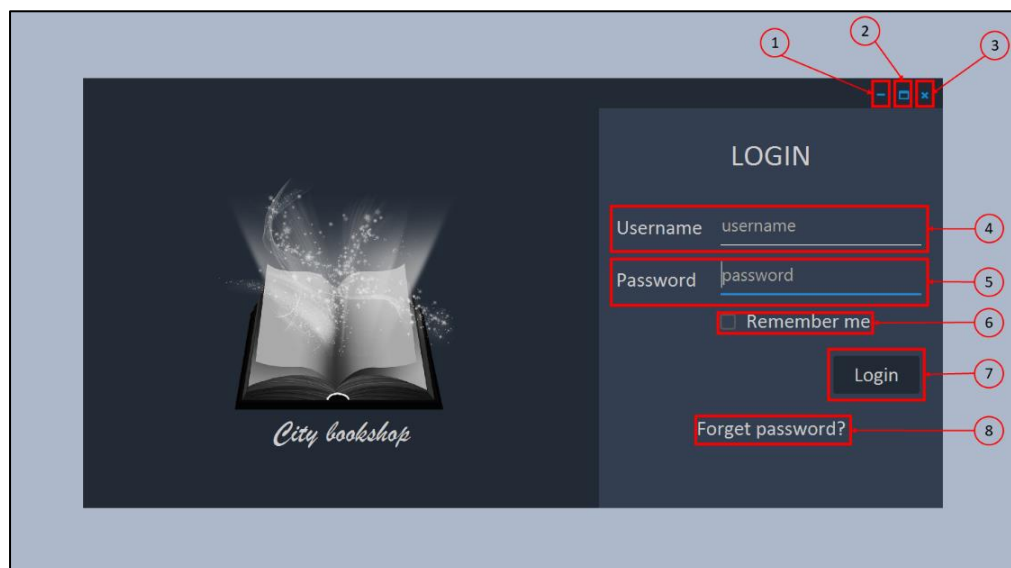 1
2
3
LOGIN
Username username
4
Password password
5
Remember me
6
Login
7
Forget password?
8
City bookshop